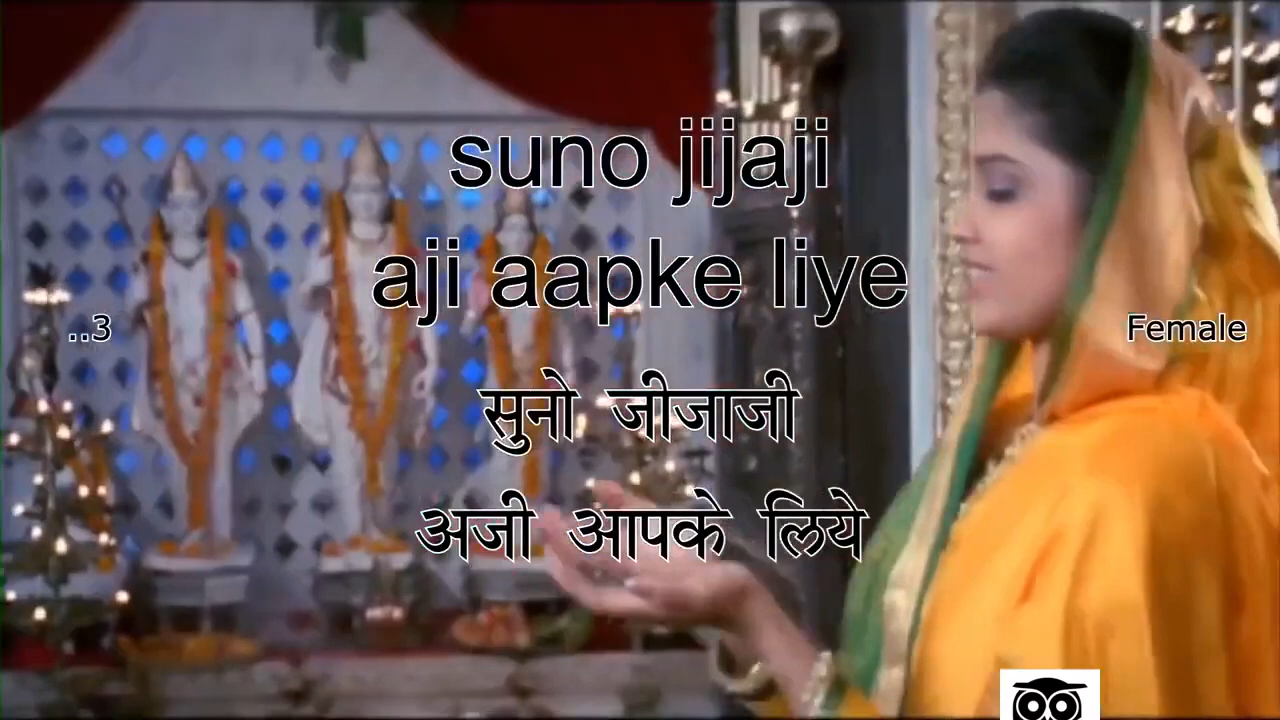 suno jijaji
aji aapke liye
..3
Female
सुनो जीजाजी
अजी आपके लिये